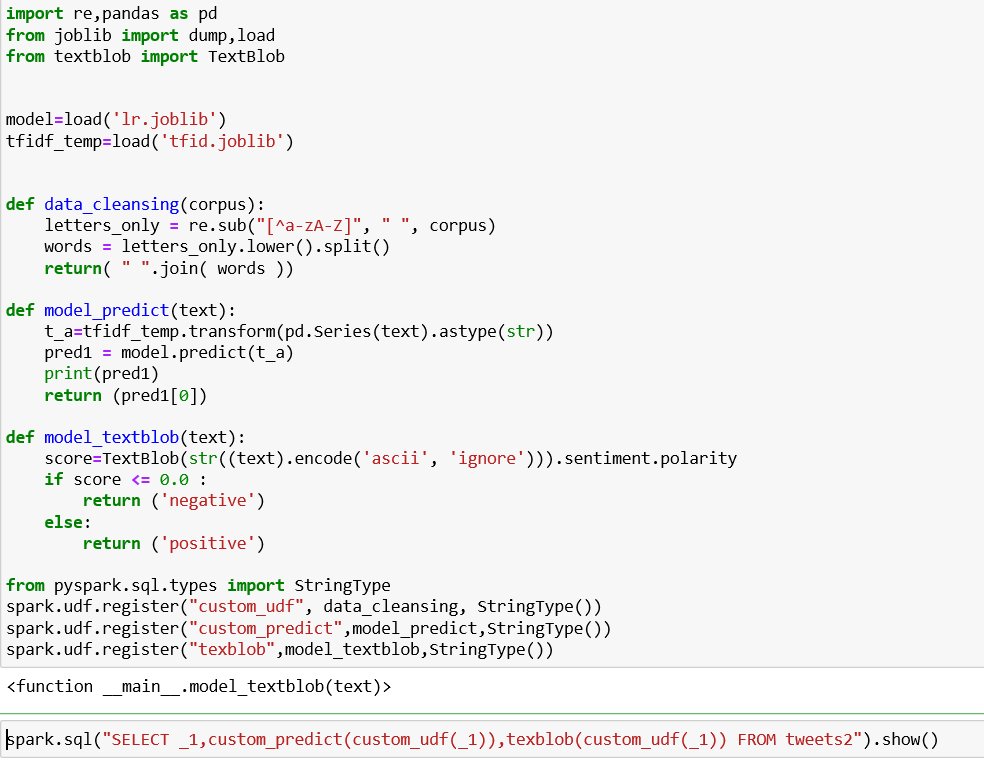 import re,pandas as pd
from joblib import dump,load
from textblob import TextBlob
model=load('lr.joblib')
tfidf_temp=load('tfid.joblib')
def data_cleansing(corpus):
    letters_only = re.sub("[^a-zA-Z]", " ", corpus)
    words = letters_only.lower().split()
    return( " ".join( words ))
def model_predict(text):
    t_a=tfidf_temp.transform(pd.Series(text).astype(str))
    pred1 = model.predict(t_a)
    print(pred1)
    return (pred1[0])
def model_textblob(text):
    score=TextBlob(str((text).encode('ascii', 'ignore'))).sentiment.polarity
    if score <= 0.0 :
        return ('negative')
    else:
        return ('positive')
from pyspark.sql.types import StringType
spark.udf.register("custom_udf", data_cleansing, StringType())
spark.udf.register("custom_predict",model_predict,StringType())
spark.udf.register("texblob",model_textblob,StringType())
<function __main__.model_textblob(text)>
spark.sql("SELECT _1,custom_predict(custom_udf(_1)),texblob(custom_udf(_1)) FROM tweets2").show()